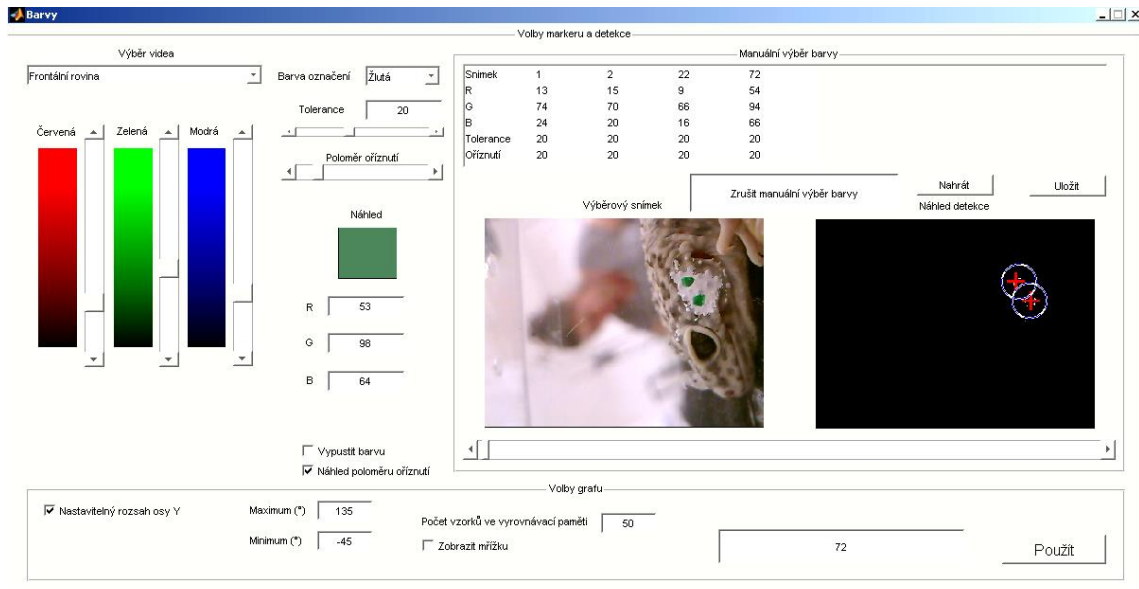 Barvy
Volby markeru a detekce
Výběr videa
Frontální rovina
Barva označení Žlutá
Tolerance 20
Červená Zelená Modrá
Poloměr oříznutí
Náhled
R 53
G 98
B 64
Vypustit barvu
Náhled poloměru oříznutí
Manuální výběr barvy
Snimek 1 2 22 72
R 13 15 9 54
G 74 70 66 94
B 24 20 16 66
Tolerance 20 20 20 20
Oříznutí 20 20 20 20
Zrušit manuální výběr barvy
Nahrát
Uložit
Výběrový snímek
Náhled detekce
Volby grafu
Nastavitelný rozsah osy Y
Maximum (°) 135
Minimum (°) -45
Počet vzorků ve vyrovnávací paměti 50
Zobrazit mřížku
72
Použít